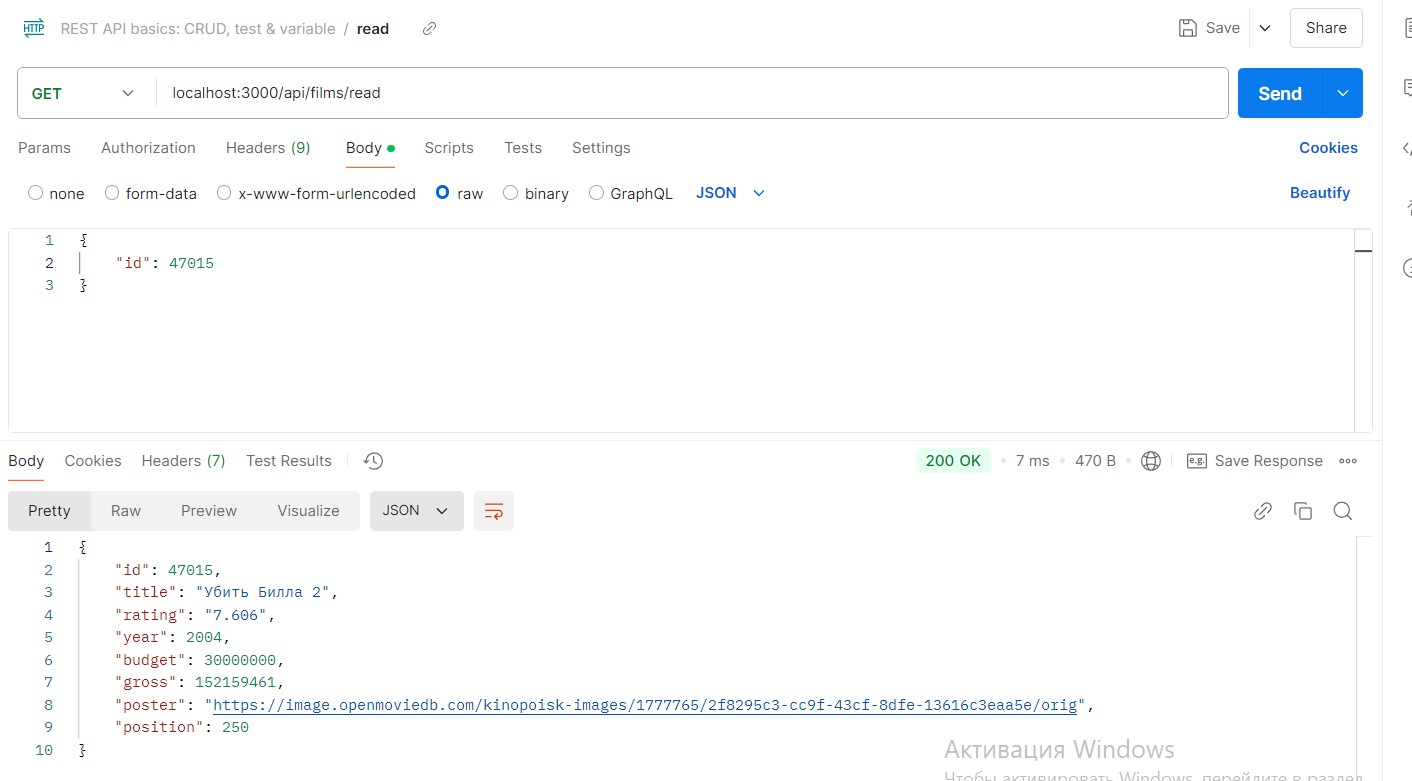 HTTP REST API basics: CRUD, test & variable / read Save Share
GET localhost:3000/api/films/read Send
Params Authorization Headers (9) Body Scripts Tests Settings Cookies
none form-data x-www-form-urlencoded raw binary GraphQL JSON Beautify
1 {
2 "id": 47015
3 }
Body Cookies Headers (7) Test Results 200 OK 7 ms 470 B e.g. Save Response
Pretty Raw Preview Visualize JSON
1 {
2 "id": 47015,
3 "title": "Убить Билла 2",
4 "rating": "7.606",
5 "year": 2004,
6 "budget": 30000000,
7 "gross": 152159461,
8 "poster": "https://image.openmoviedb.com/kinopoisk-images/1777765/2f8295c3-cc9f-43cf-8dfe-13616c3eaa5e/orig",
9 "position": 250
10 }
Активация Windows
Чтобы активировать Windows, перейдите в раздел